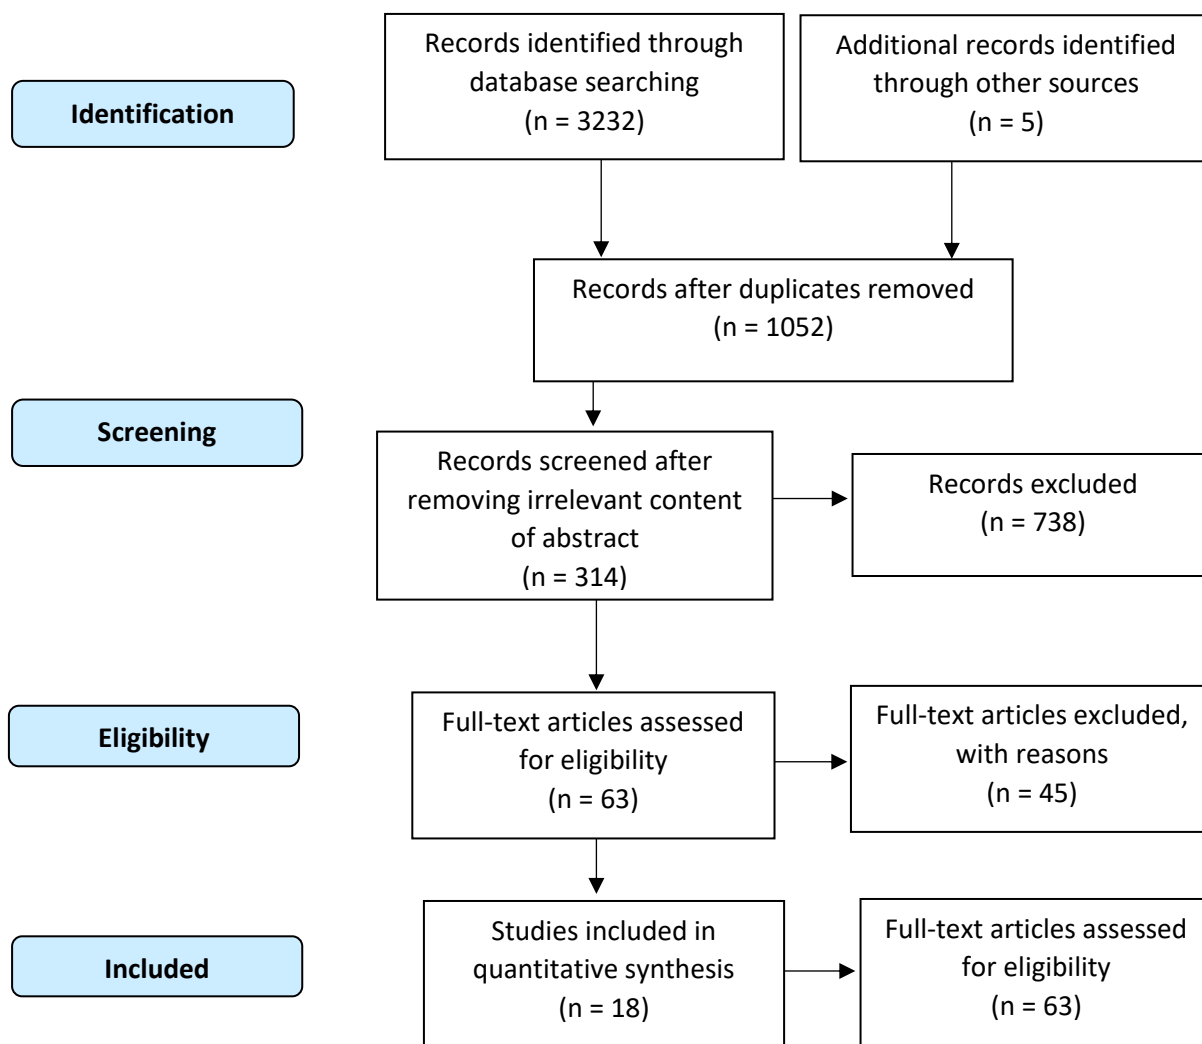 Records identified through
database searching
(n = 3232)
Additional records identified
through other sources
(n = 5)
Identification
Records after duplicates removed
(n = 1052)
Screening
Records screened after
removing irrelevant content
of abstract
(n = 314)
Records excluded
(n = 738)
Eligibility
Full-text articles assessed
for eligibility
(n = 63)
Full-text articles excluded,
with reasons
(n = 45)
Included
Studies included in
quantitative synthesis
(n = 18)
Full-text articles assessed
for eligibility
(n = 63)